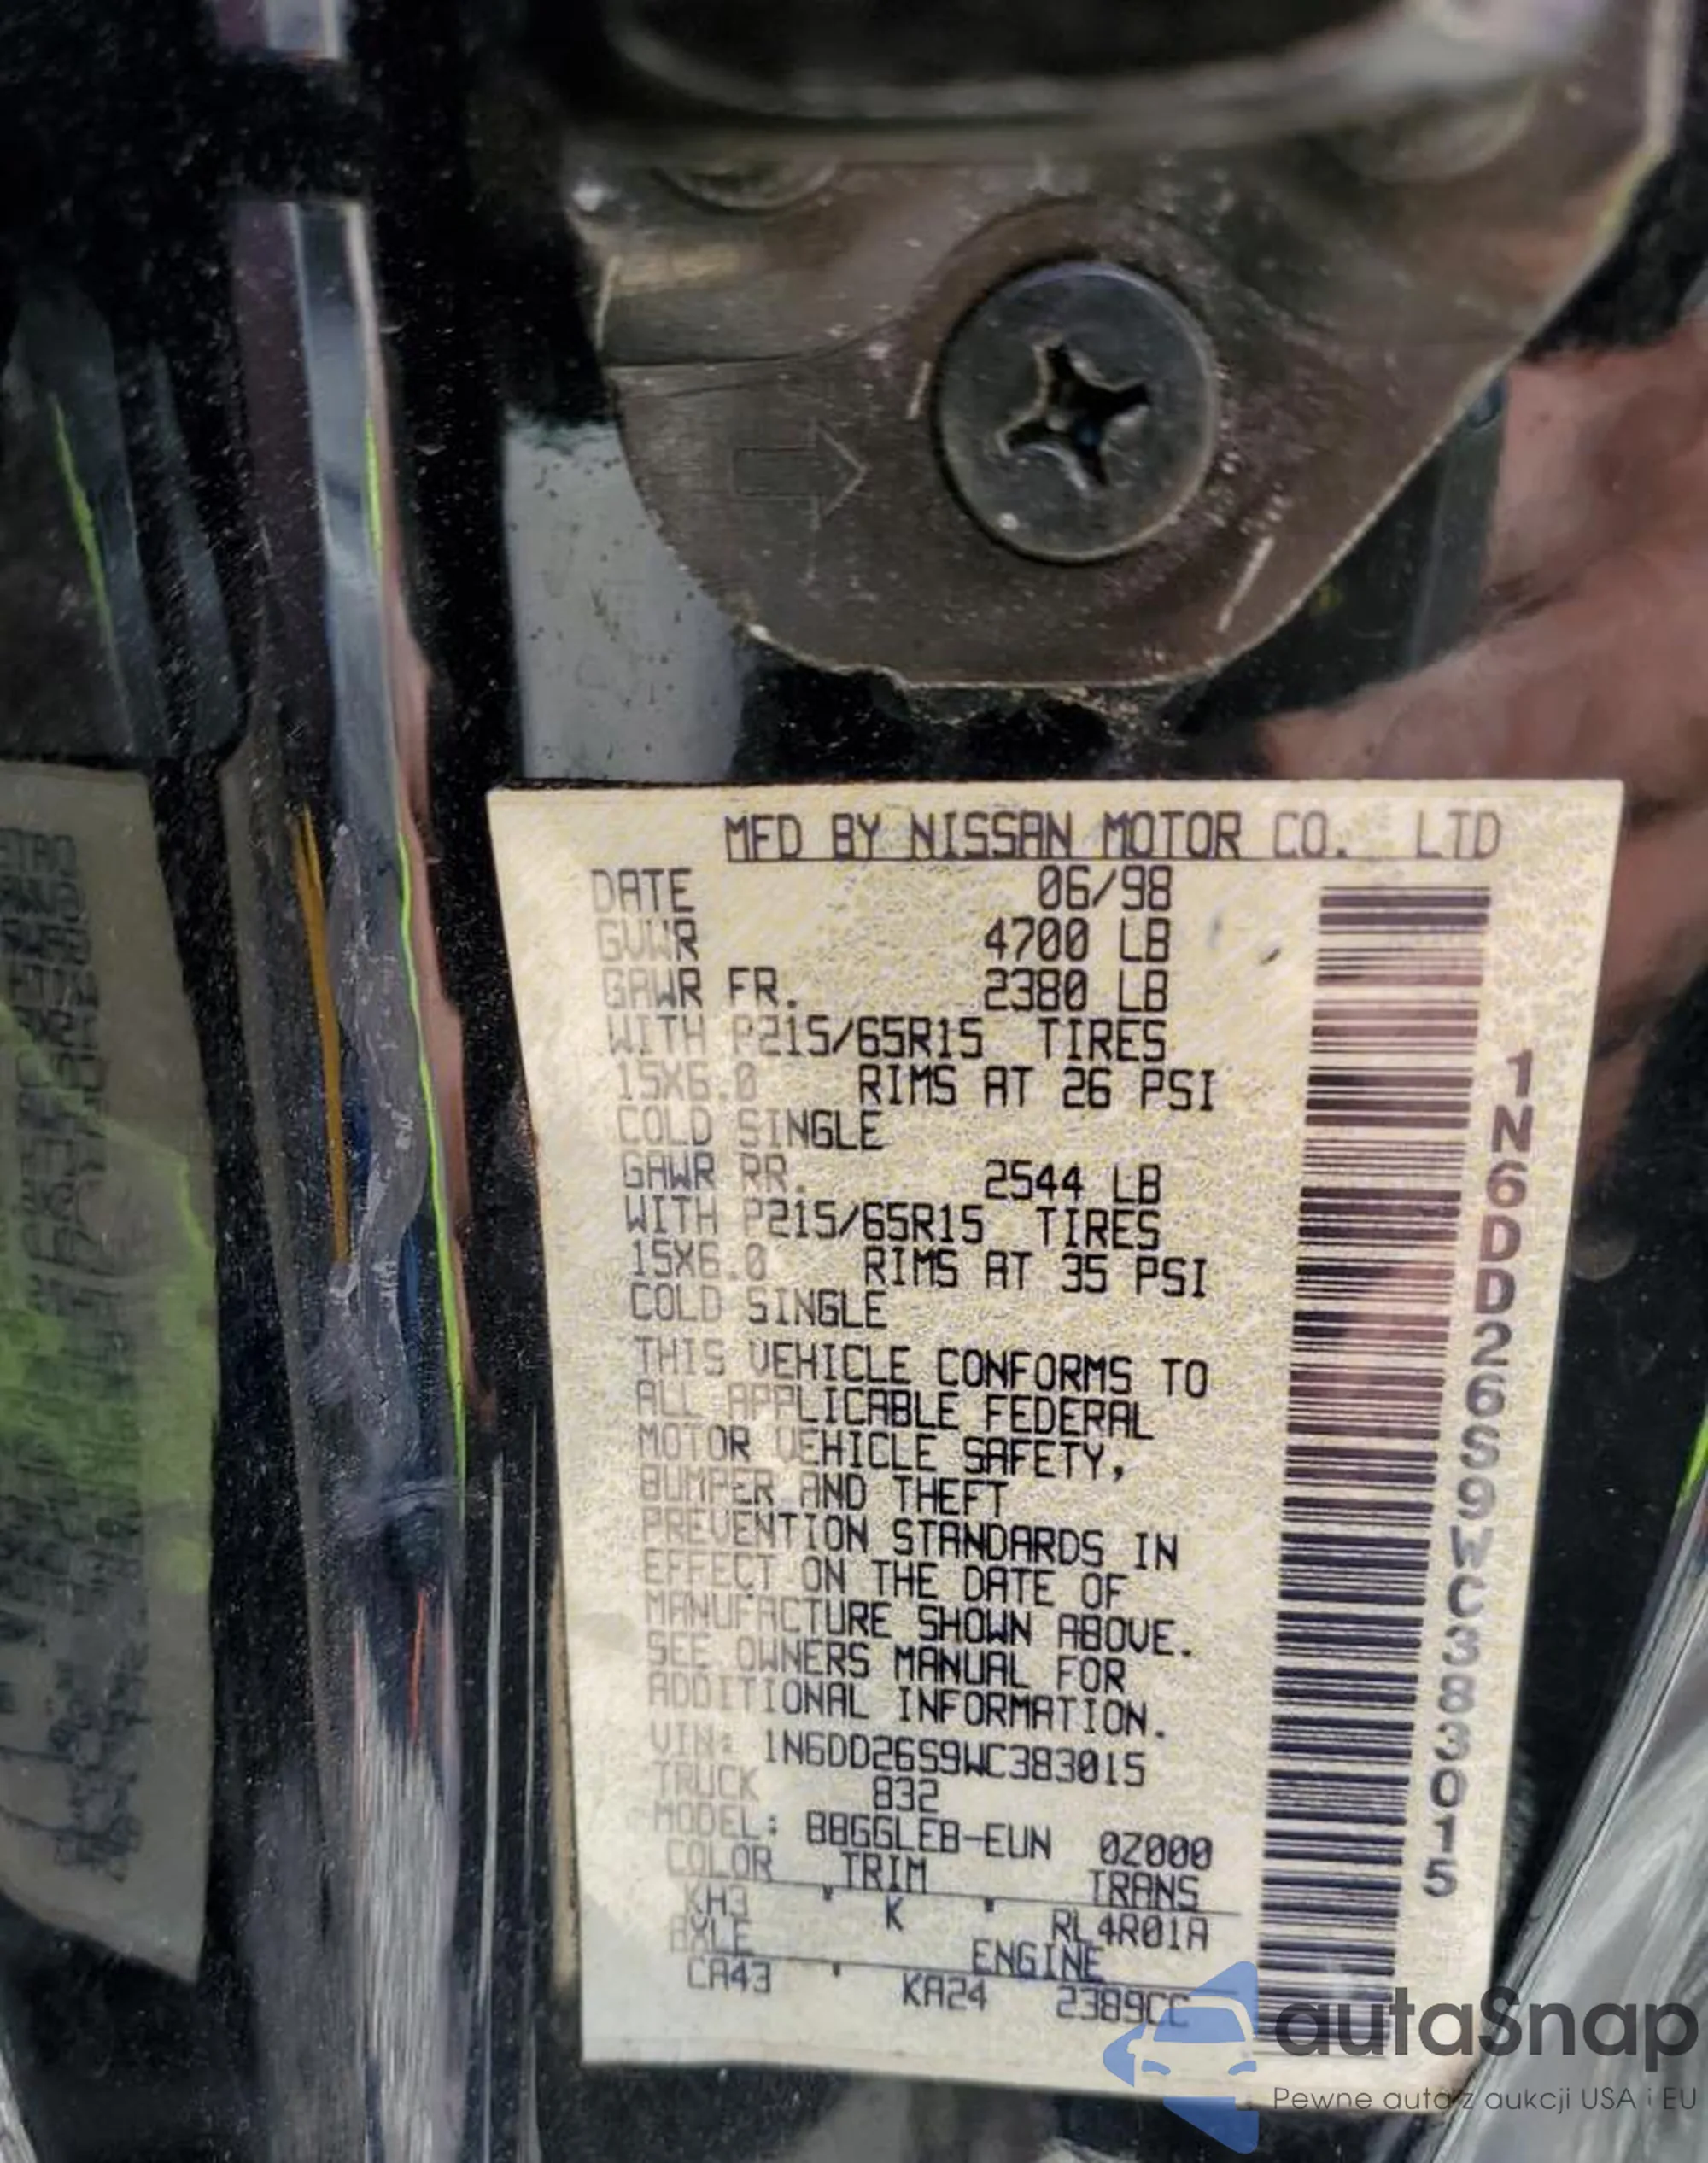 MFD BY NISSAN MOTOR CO. LTD
DATE 06/98
GVWR 4700 LB
GAWR FR. 2380 LB
WITH P215/65R15 TIRES
15X6.0 RIMS AT 26 PSI
COLD SINGLE
GAWR RR. 2544 LB
WITH P215/65R15 TIRES
15X6.0 RIMS AT 35 PSI
COLD SINGLE
THIS VEHICLE CONFORMS TO
ALL APPLICABLE FEDERAL
MOTOR VEHICLE SAFETY,
BUMPER AND THEFT
PREVENTION STANDARDS IN
EFFECT ON THE DATE OF
MANUFACTURE SHOWN ABOVE.
SEE OWNERS MANUAL FOR
ADDITIONAL INFORMATION.
VIN: 1N6DD26S9WC383015
TRUCK 832
MODEL: BBGGLEB-EUN 0Z000
COLOR TRIM TRANS
KH3 K RL4R01A
AXLE ENGINE
CA43 KA24 2389CC
1N6DD26S9WC383015
autaSnap
Pewne auta z aukcji USA i EU